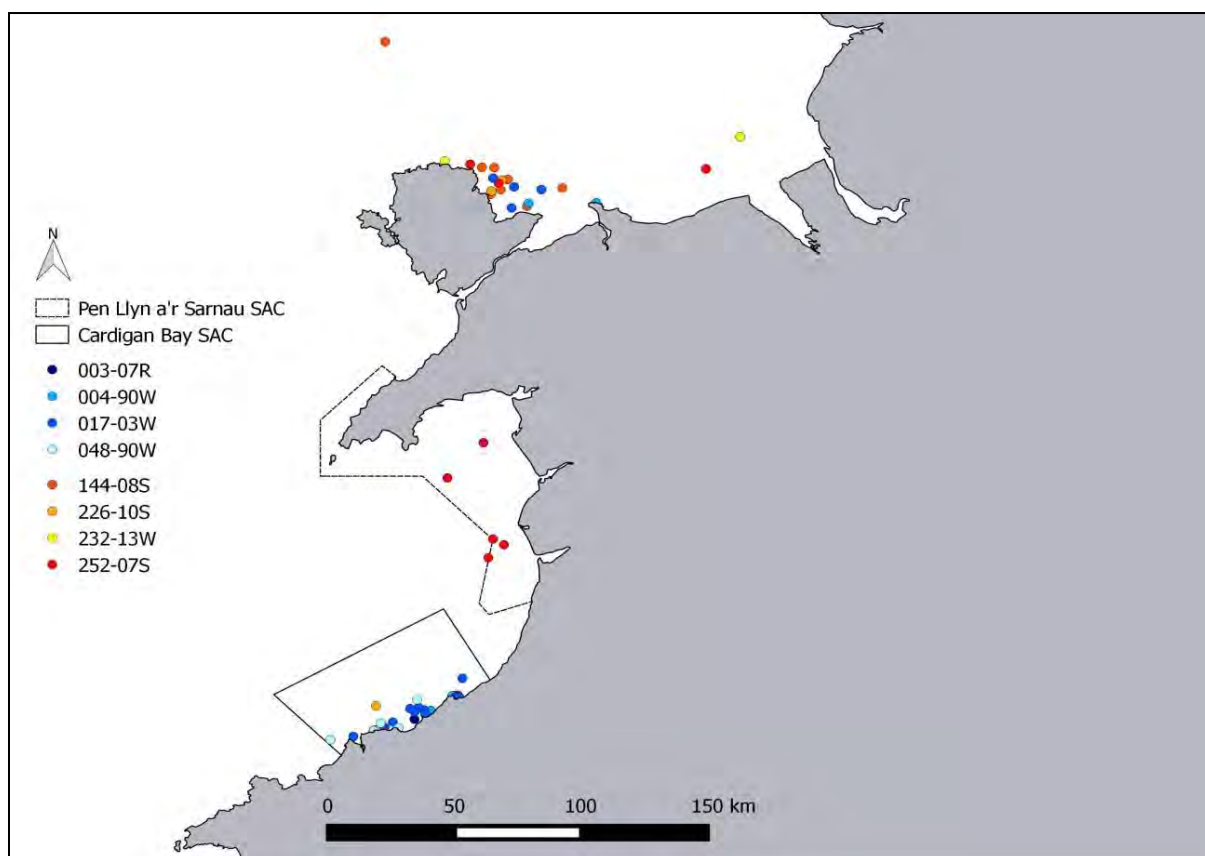 N
Pen Llyn a'r Sarnau SAC
Cardigan Bay SAC
003-07R
004-90W
017-03W
048-90W
144-08S
226-10S
232-13W
252-07S
0 50 100 150 km